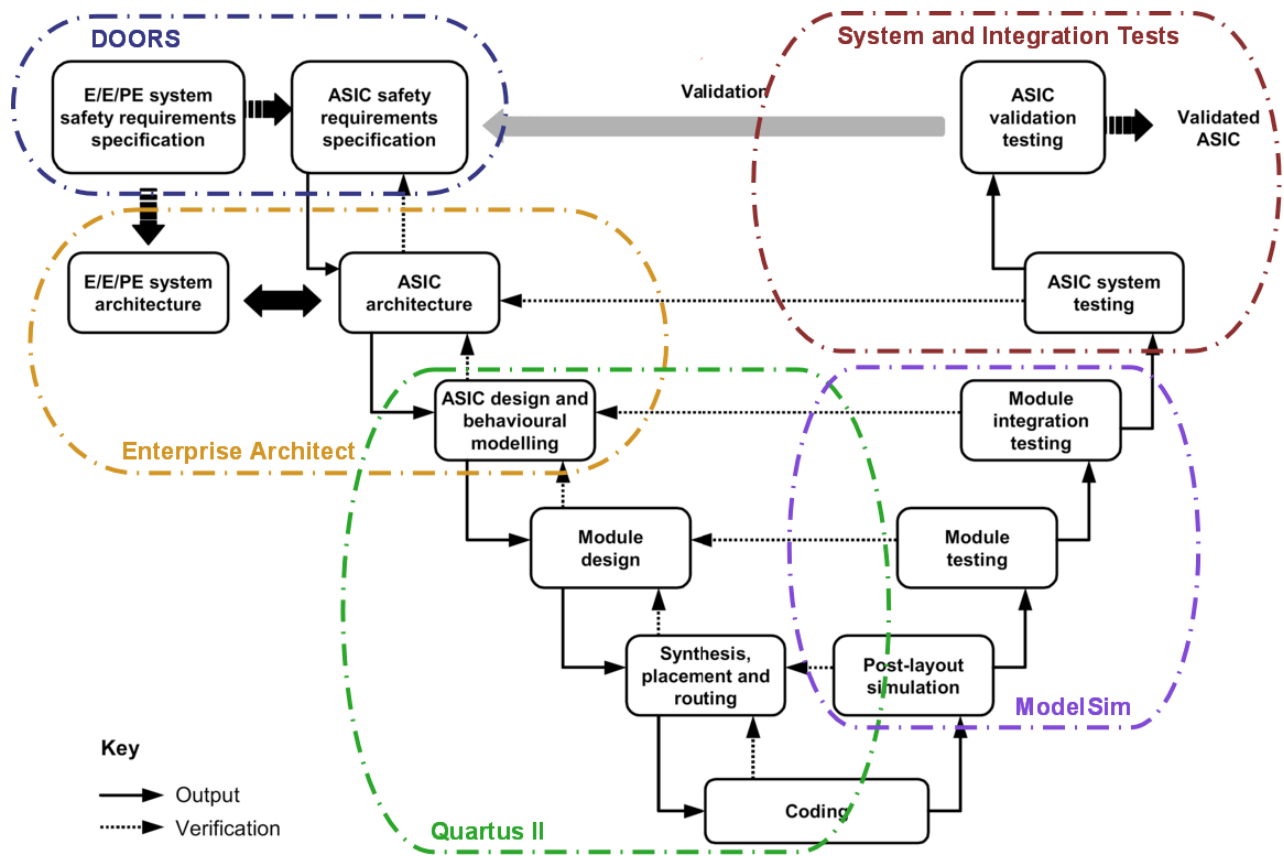 DOORS
System and Integration Tests
E/E/PE system
safety requirements
specification
ASIC safety
requirements
specification
Validation
ASIC
validation
testing
Validated
ASIC
E/E/PE system
architecture
ASIC
architecture
ASIC system
testing
ASIC design and
behavioural
modelling
Module
integration
testing
Enterprise Architect
Module
design
Module
testing
Synthesis,
placement and
routing
Post-layout
simulation
ModelSim
Key
Output
Verification
Coding
Quartus II